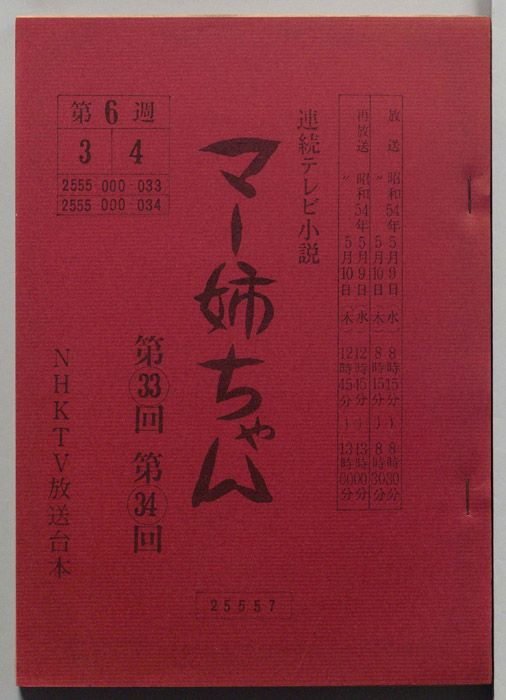 放送 昭和54年5月9日(水) 8時15分〜8時30分
〃 5月10日(木) 8時15分〜8時30分
再放送 昭和54年5月9日(水) 12時45分〜13時00分
〃 5月10日(木) 12時45分〜13時00分
連続テレビ小説
マー姉ちゃん
第6週
3 4
2555-000-033
2555-000-034
第㉝回 第㉞回
NHKTV放送台本
25557